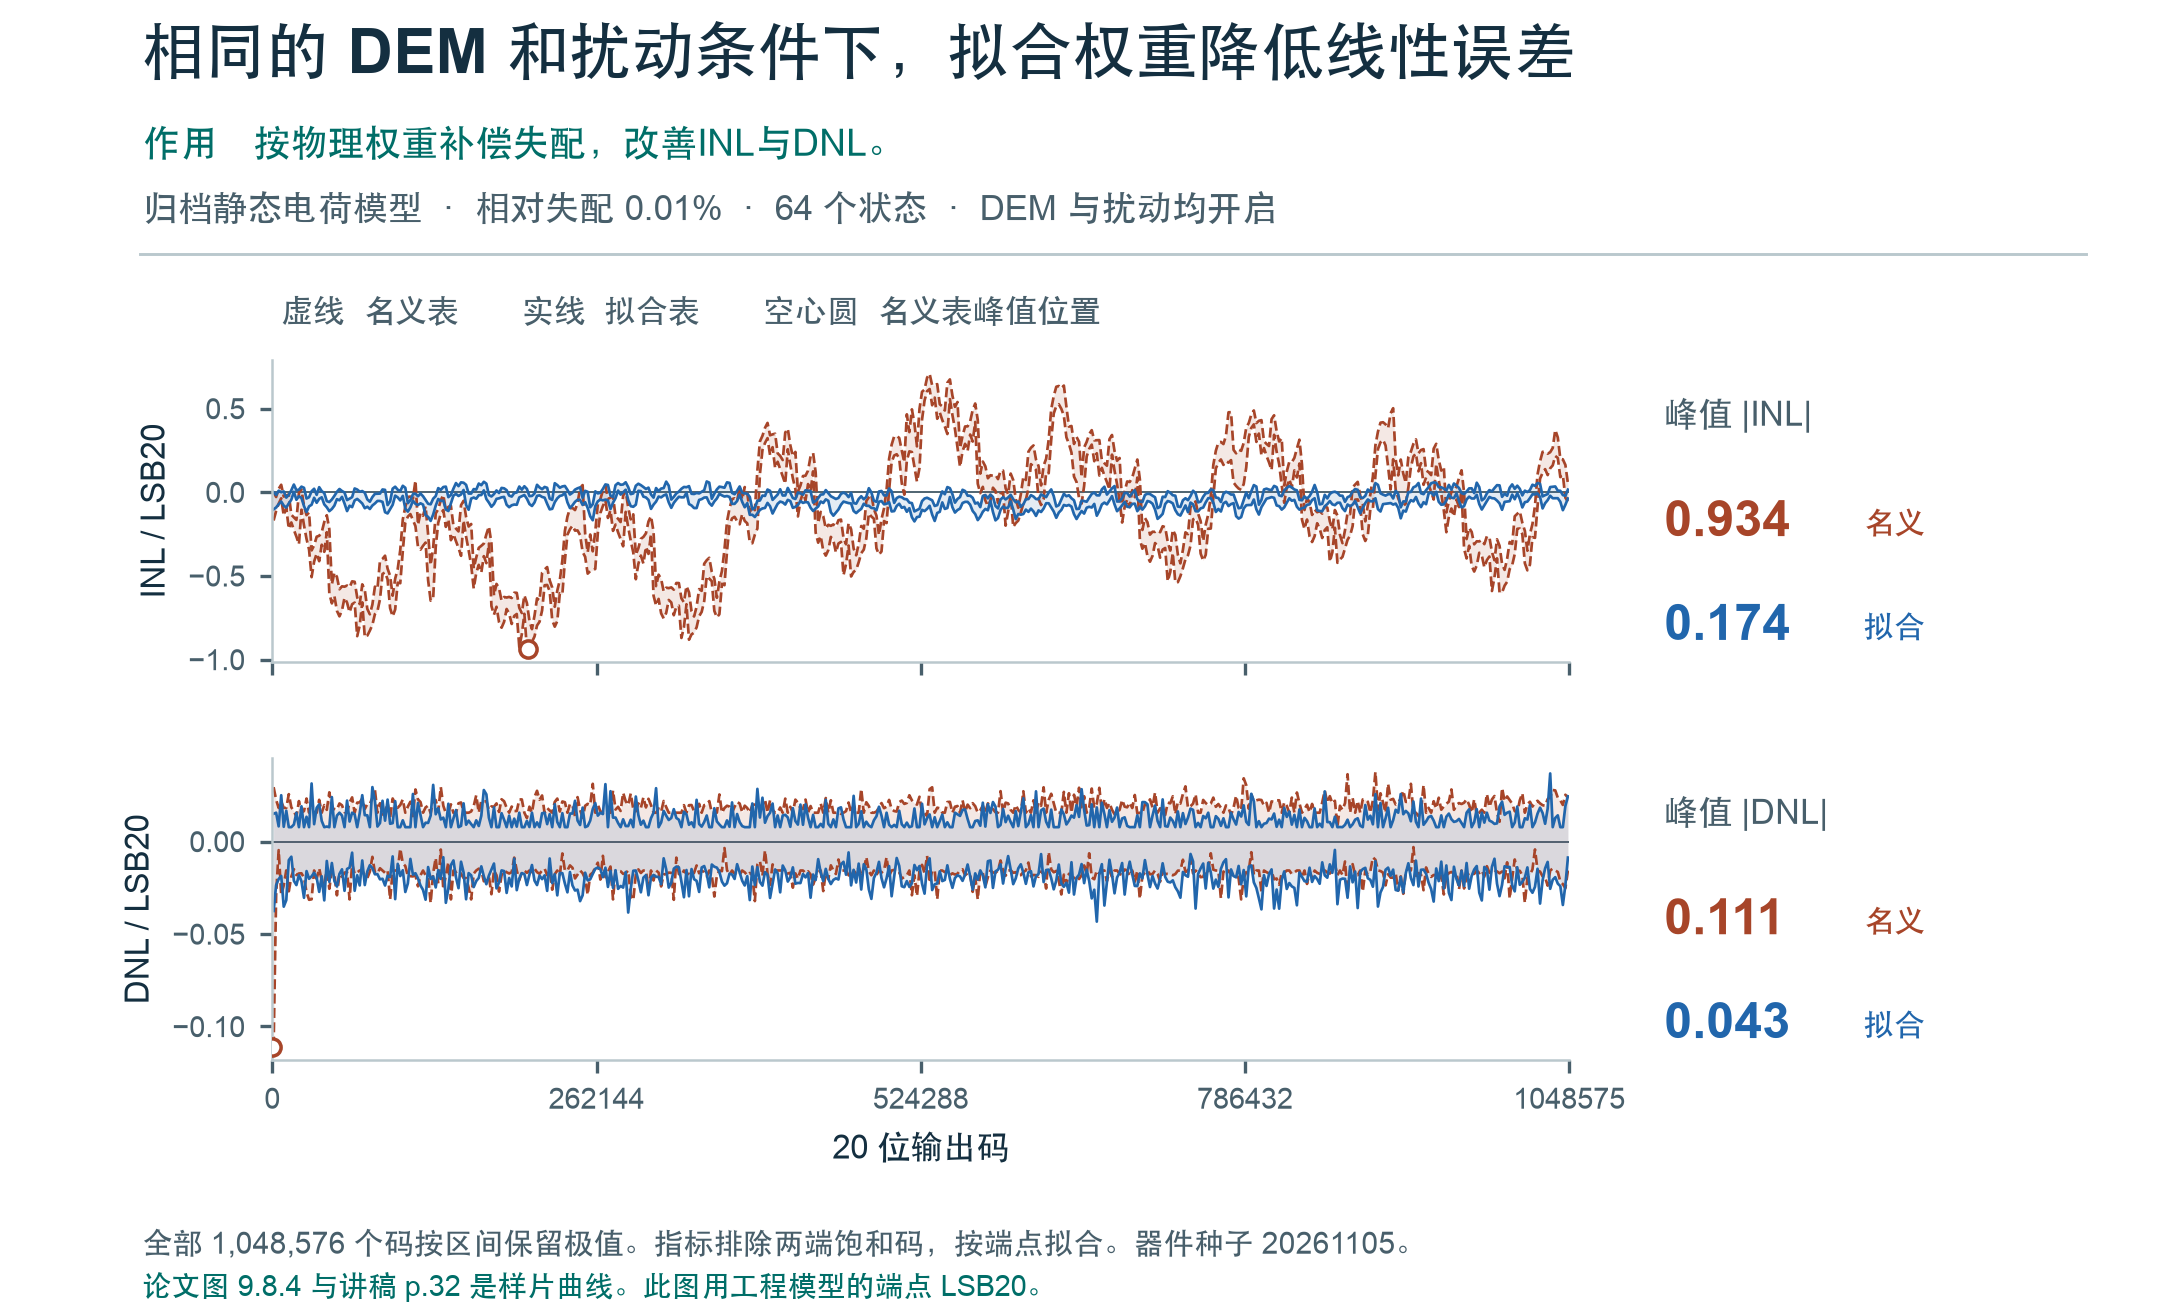 相同的 DEM 和扰动条件下，拟合权重降低线性误差
作用　按物理权重补偿失配，改善INL与DNL。
归档静态电荷模型 · 相对失配 0.01% · 64 个状态 · DEM 与扰动均开启
虚线 名义表 实线 拟合表 空心圆 名义表峰值位置
INL / LSB20
0.5
0.0
−0.5
−1.0
峰值 |INL|
0.934 名义
0.174 拟合
DNL / LSB20
0.00
−0.05
−0.10
峰值 |DNL|
0.111 名义
0.043 拟合
0 262144 524288 786432 1048575
20 位输出码
全部 1,048,576 个码按区间保留极值。指标排除两端饱和码，按端点拟合。器件种子 20261105。
论文图 9.8.4 与讲稿 p.32 是样片曲线。此图用工程模型的端点 LSB20。